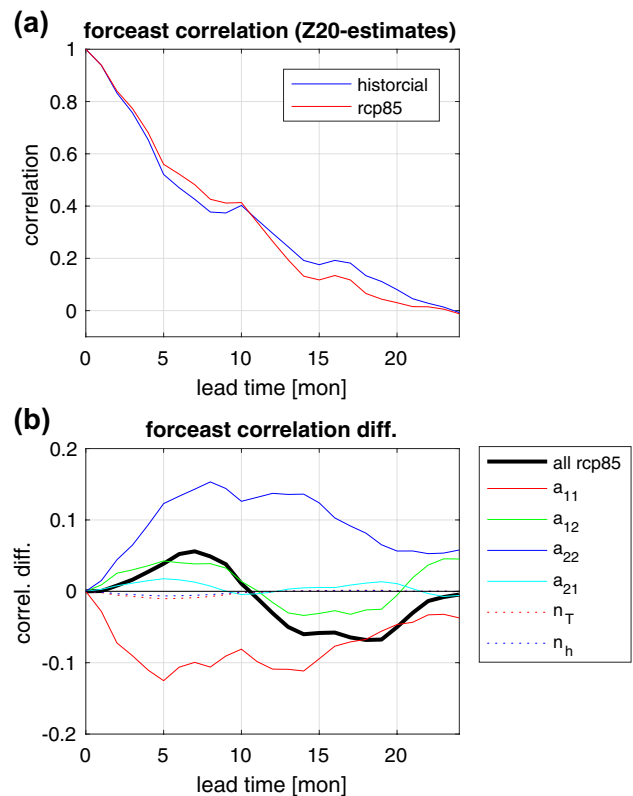 (a)
forceast correlation (Z20-estimates)
1
0.8
0.6
0.4
0.2
0
correlation
historcial
rcp85
0 5 10 15 20
lead time [mon]
(b)
forceast correlation diff.
0.2
0.1
0
-0.1
-0.2
correl. diff.
0 5 10 15 20
lead time [mon]
all rcp85
a11
a12
a22
a21
nT
nh